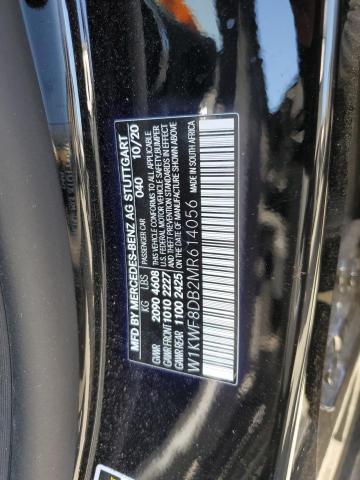 MFD BY MERCEDES-BENZ AG STUTTGART
PASSENGER CAR 040 10/20
KG LBS
GVWR 2090 4608 THIS VEHICLE CONFORMS TO ALL APPLICABLE
GAWR FRONT 1010 2227 U.S. FEDERAL MOTOR VEHICLE SAFETY, BUMPER
GAWR REAR 1100 2425 AND THEFT PREVENTION STANDARDS IN EFFECT
ON THE DATE OF MANUFACTURE SHOWN ABOVE
W1KWF8DB2MR614056 MADE IN SOUTH AFRICA